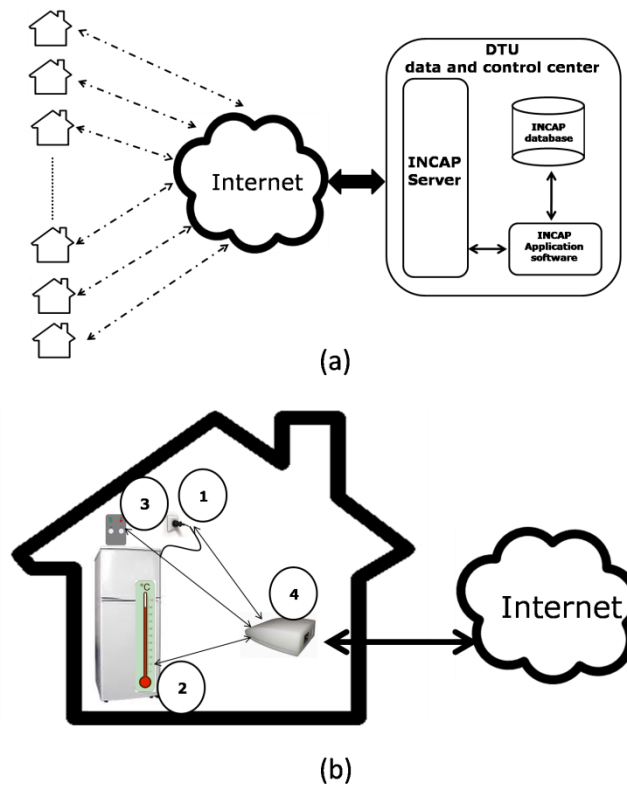 DTU
data and control center
INCAP
database
INCAP
Server
Internet
INCAP
Application
software
(a)
3
1
°C
4
Internet
2
(b)